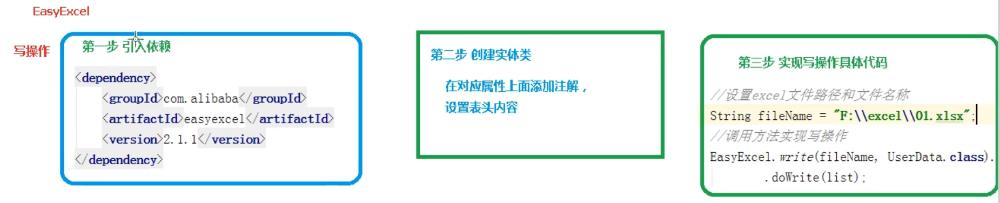 EasyExcel
写操作
第一步 引入依赖
<dependency>
<groupId>com.alibaba</groupId>
<artifactId>easyexcel</artifactId>
<version>2.1.1</version>
</dependency>
第二步 创建实体类
在对应属性上面添加注解，
设置表头内容
第三步 实现写操作具体代码
//设置excel文件路径和文件名称
String fileName = "F:\\excel\\01.xlsx";
//调用方法实现写操作
EasyExcel.write(fileName, UserData.class).
.doWrite(list);